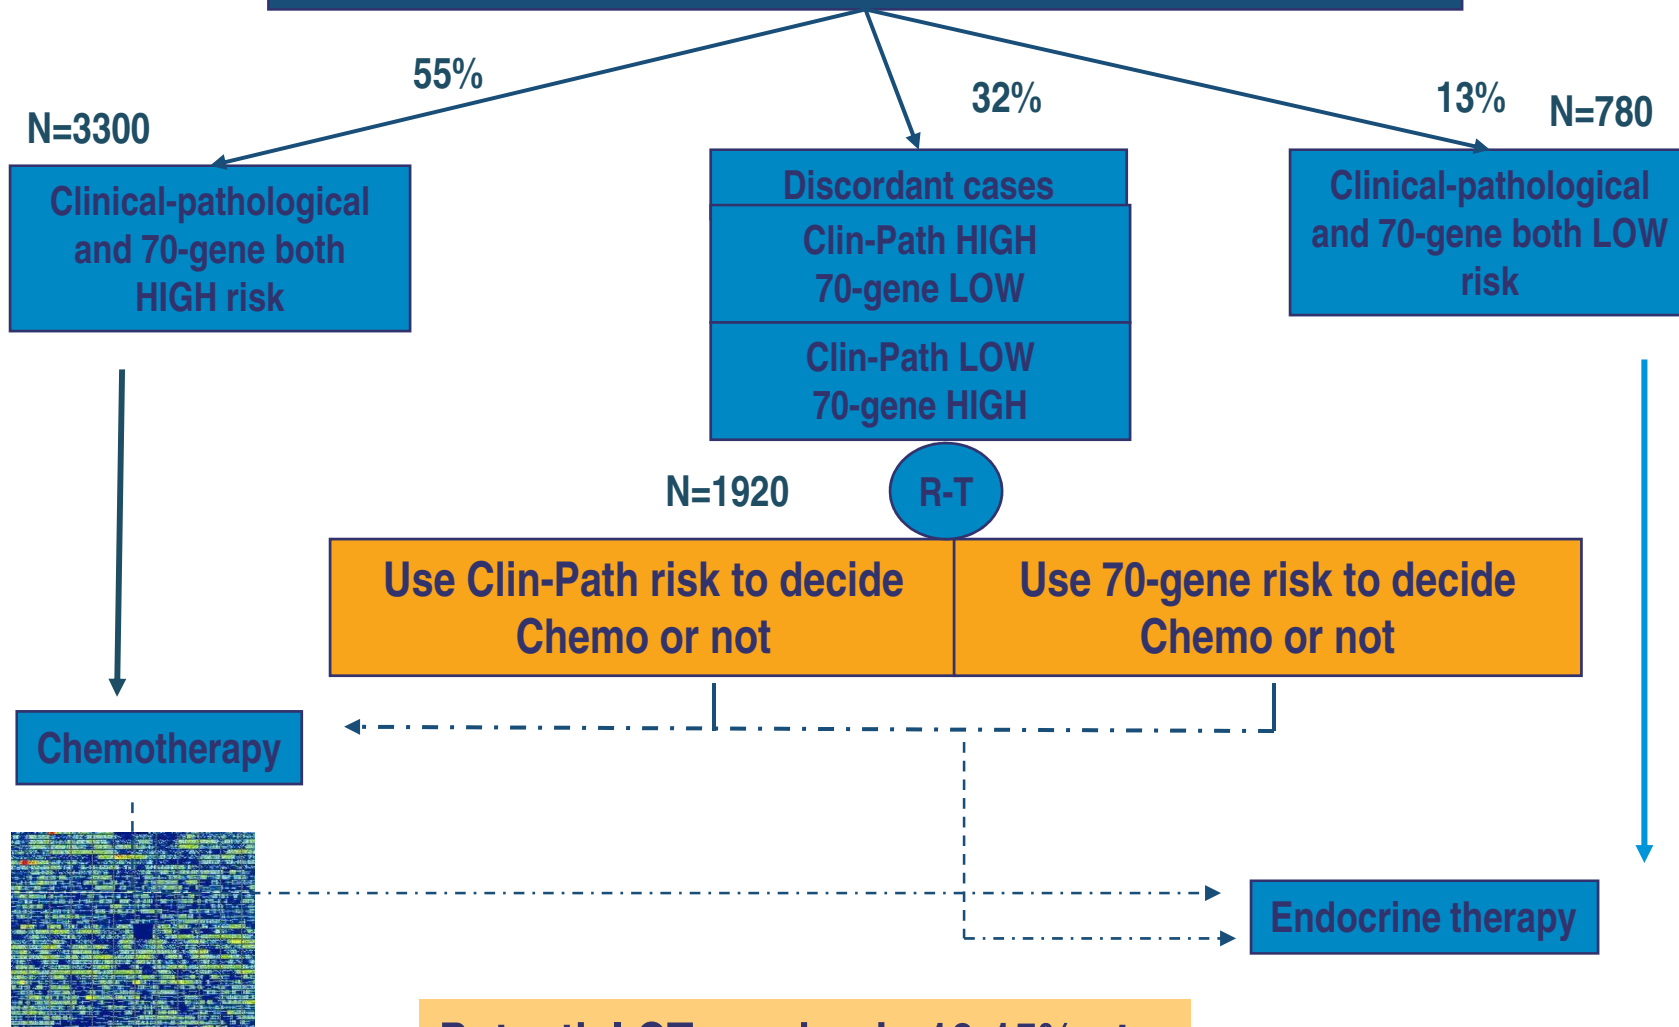 55%
32%
13%
N=780
N=3300
Clinical-pathological
and 70-gene both
HIGH risk
Discordant cases
Clin-Path HIGH
70-gene LOW
Clin-Path LOW
70-gene HIGH
Clinical-pathological
and 70-gene both LOW
risk
N=1920
R-T
Use Clin-Path risk to decide
Chemo or not
Use 70-gene risk to decide
Chemo or not
Chemotherapy
Endocrine therapy